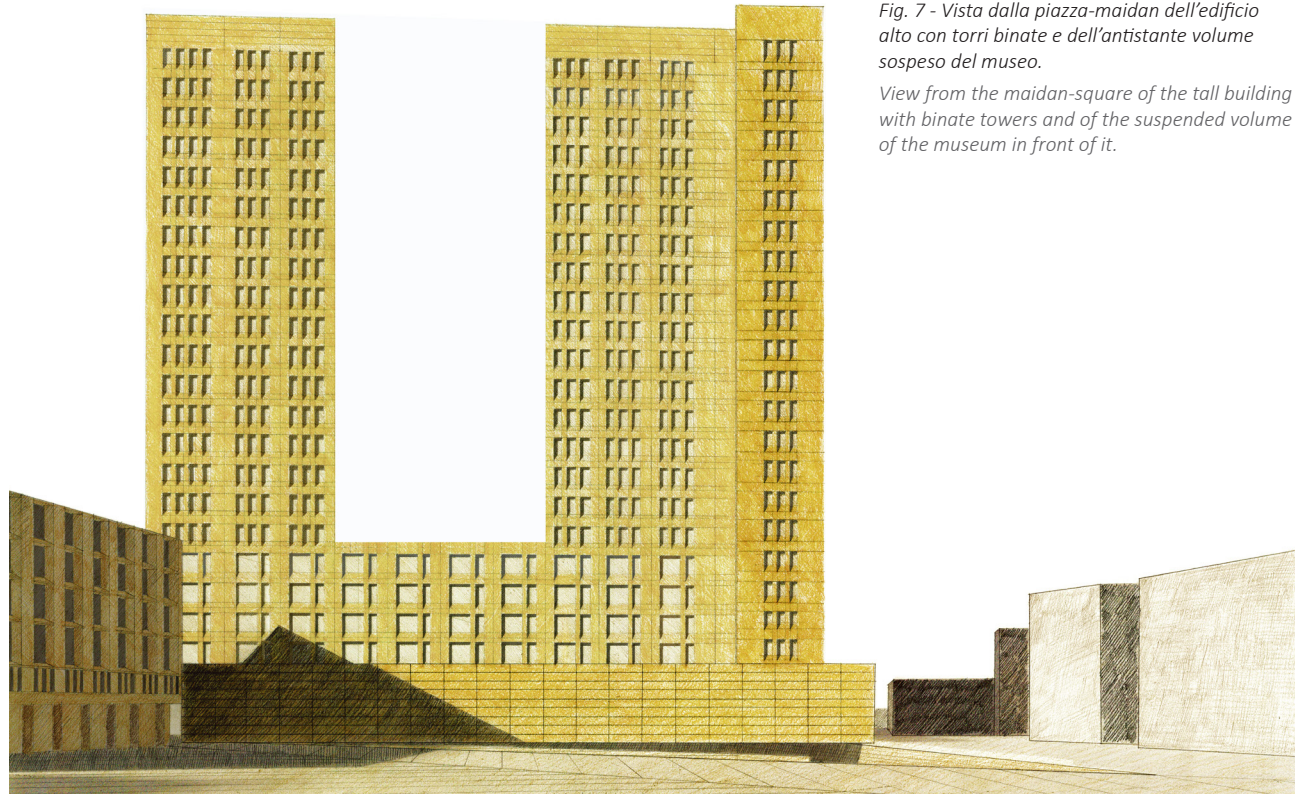 Fig. 7 - Vista dalla piazza-maidan dell’edificio
alto con torri binate e dell’antistante volume
sospeso del museo.
View from the maidan-square of the tall building
with binate towers and of the suspended volume
of the museum in front of it.